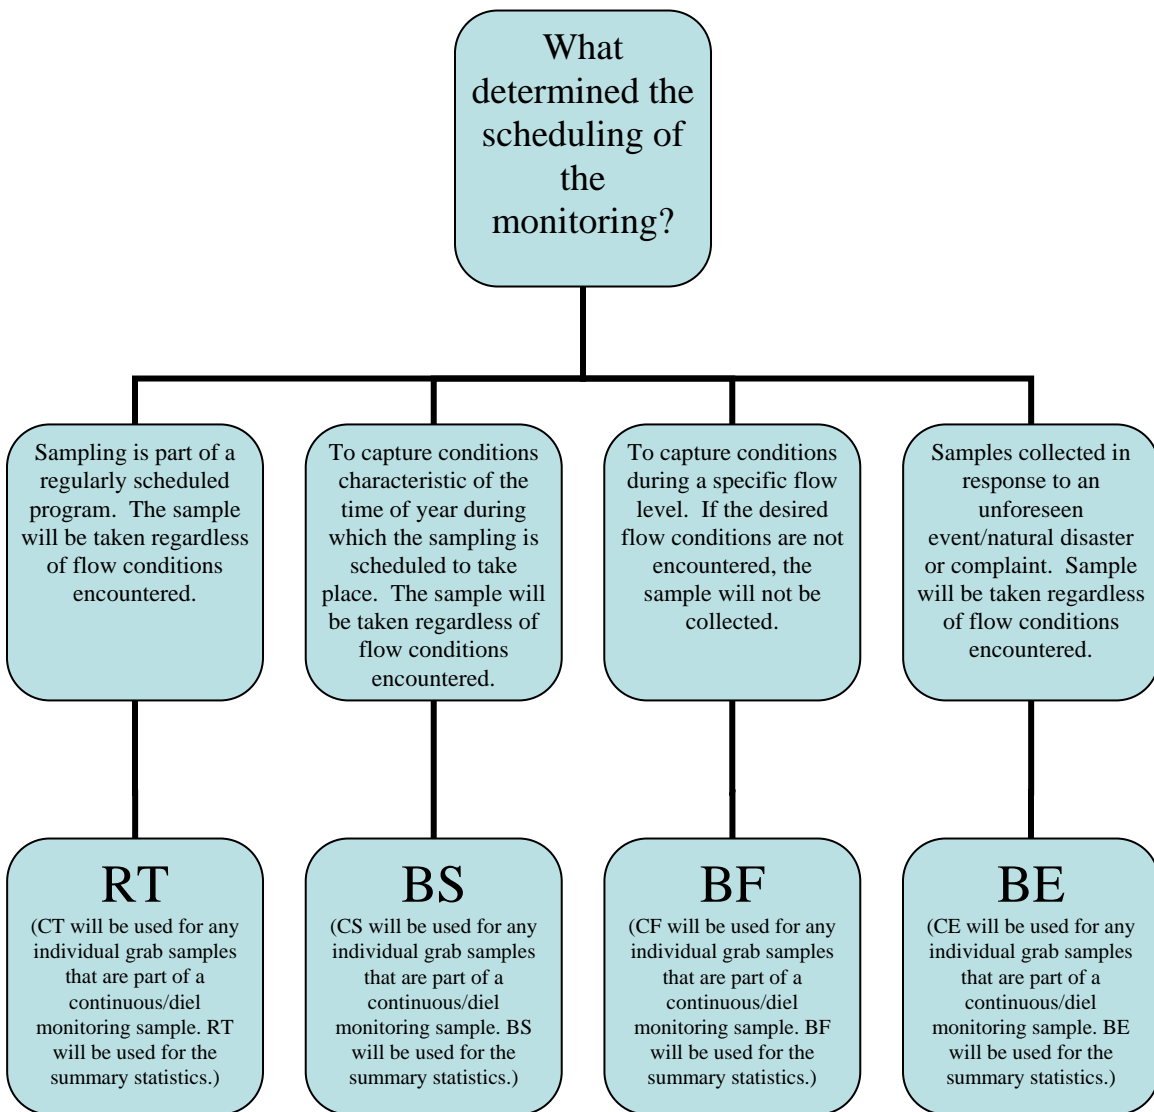 What
determined the
scheduling of
the
monitoring?
Sampling is part of a
regularly scheduled
program.  The sample
will be taken regardless
of flow conditions
encountered.
To capture conditions
characteristic of the
time of year during
which the sampling is
scheduled to take
place.  The sample will
be taken regardless of
flow conditions
encountered.
To capture conditions
during a specific flow
level.  If the desired
flow conditions are not
encountered, the
sample will not be
collected.
Samples collected in
response to an
unforeseen
event/natural disaster
or complaint.  Sample
will be taken regardless
of flow conditions
encountered.
RT
(CT will be used for any
individual grab samples
that are part of a
continuous/diel
monitoring sample. RT
will be used for the
summary statistics.)
BS
(CS will be used for any
individual grab samples
that are part of a
continuous/diel
monitoring sample. BS
will be used for the
summary statistics.)
BF
(CF will be used for any
individual grab samples
that are part of a
continuous/diel
monitoring sample. BF
will be used for the
summary statistics.)
BE
(CE will be used for any
individual grab samples
that are part of a
continuous/diel
monitoring sample. BE
will be used for the
summary statistics.)